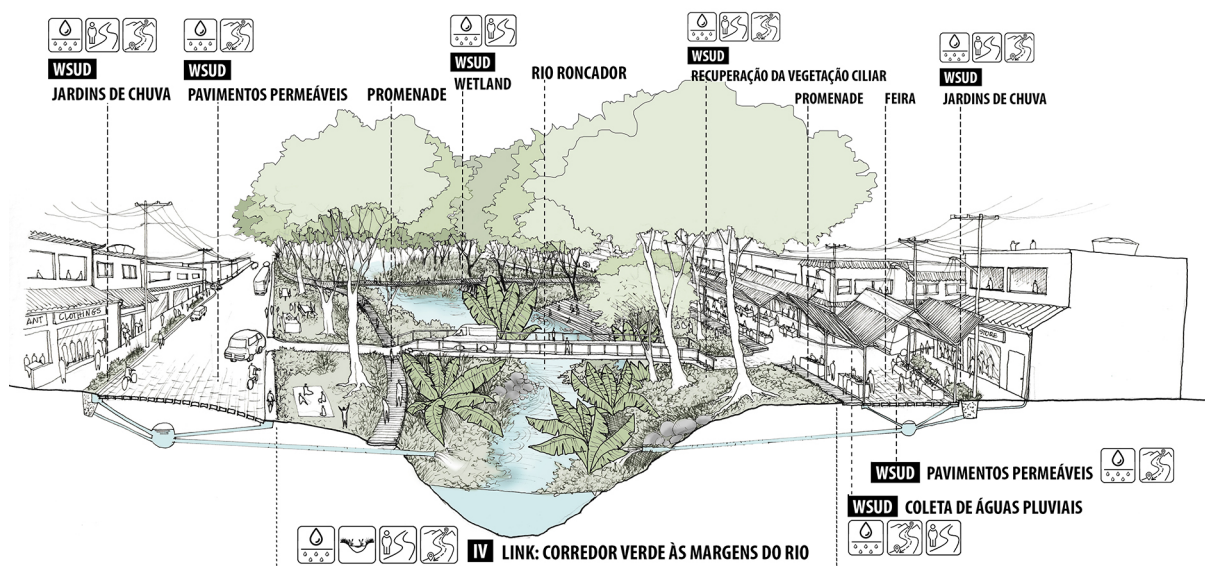 WSUD
JARDINS DE CHUVA
WSUD
PAVIMENTOS PERMEÁVEIS
PROMENADE
WSUD
WETLAND
RIO RONCADOR
WSUD
RECUPERAÇÃO DA VEGETAÇÃO CILIAR
PROMENADE
FEIRA
WSUD
JARDINS DE CHUVA
ANT
CLOTHINGS
WSUD PAVIMENTOS PERMEÁVEIS
WSUD COLETA DE ÁGUAS PLUVIAIS
IV LINK: CORREDOR VERDE ÀS MARGENS DO RIO